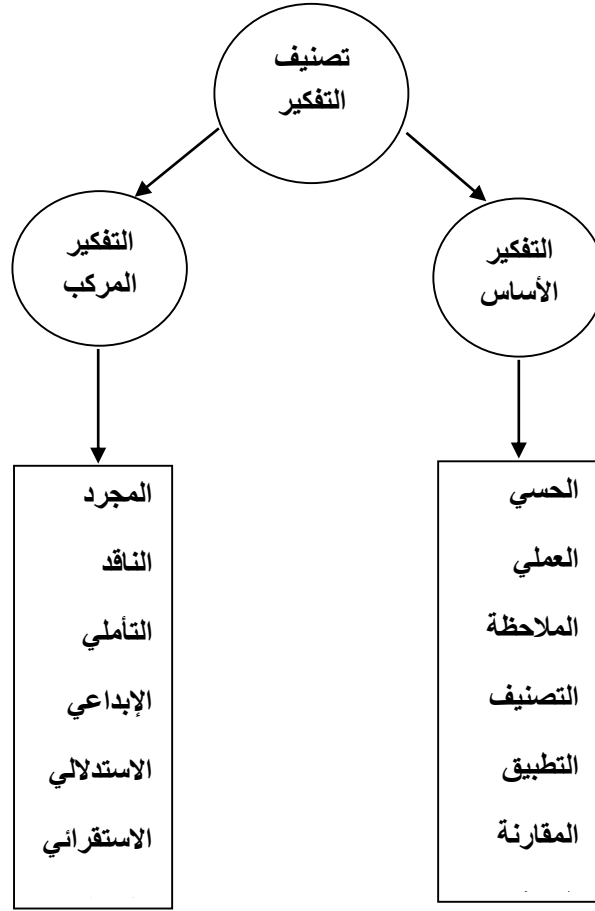 تصنيف
التفكير
التفكير
الأساس
التفكير
المركب
الحسي
العملي
الملاحظة
التصنيف
التطبيق
المقارنة
المجرد
الناقد
التأملي
الإبداعي
الاستدلالي
الاستقرائي